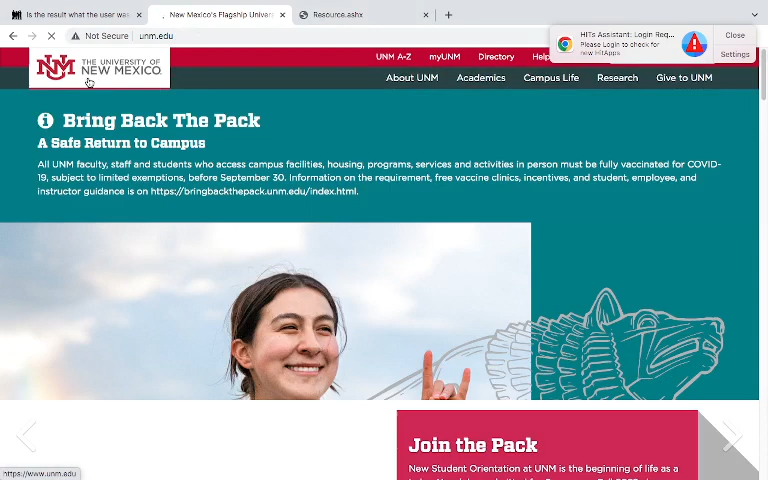 Is the result what the user was
New Mexico's Flagship Univers
Resource.ashx
Not Secure
unm.edu
HITs Assistant: Login Req...
Please Login to check for
new HitApps
Close
Settings
UNM A-Z
myUNM
Directory
Help
UNM
THE UNIVERSITY OF
NEW MEXICO
About UNM
Academics
Campus Life
Research
Give to UNM
Bring Back The Pack
A Safe Return to Campus
All UNM faculty, staff and students who access campus facilities, housing, programs, services and activities in person must be fully vaccinated for COVID-
19, subject to limited exemptions, before September 30. Information on the requirement, free vaccine clinics, incentives, and student, employee, and
instructor guidance is on https://bringbackthepack.unm.edu/index.html.
Join the Pack
New Student Orientation at UNM is the beginning of life as a
https://www.unm.edu